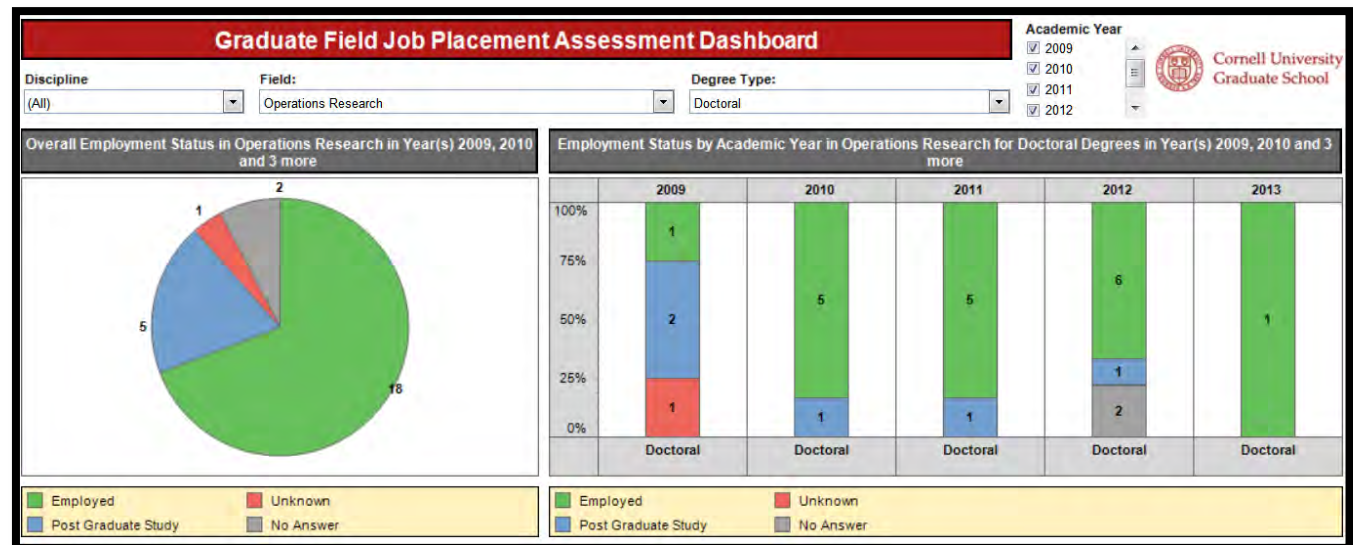 Graduate Field Job Placement Assessment Dashboard
Academic Year
2009
2010
2011
2012
Cornell University
Graduate School
Discipline
(All)
Field:
Operations Research
Degree Type:
Doctoral
Overall Employment Status in Operations Research in Year(s) 2009, 2010
and 3 more
2
1
5
18
Employed
Unknown
Post Graduate Study
No Answer
Employment Status by Academic Year in Operations Research for Doctoral Degrees in Year(s) 2009, 2010 and 3
more
2009 2010 2011 2012 2013
100%
75%
50%
25%
0%
1
2
1
5
1
5
1
6
1
2
1
Doctoral Doctoral Doctoral Doctoral Doctoral
Employed
Unknown
Post Graduate Study
No Answer